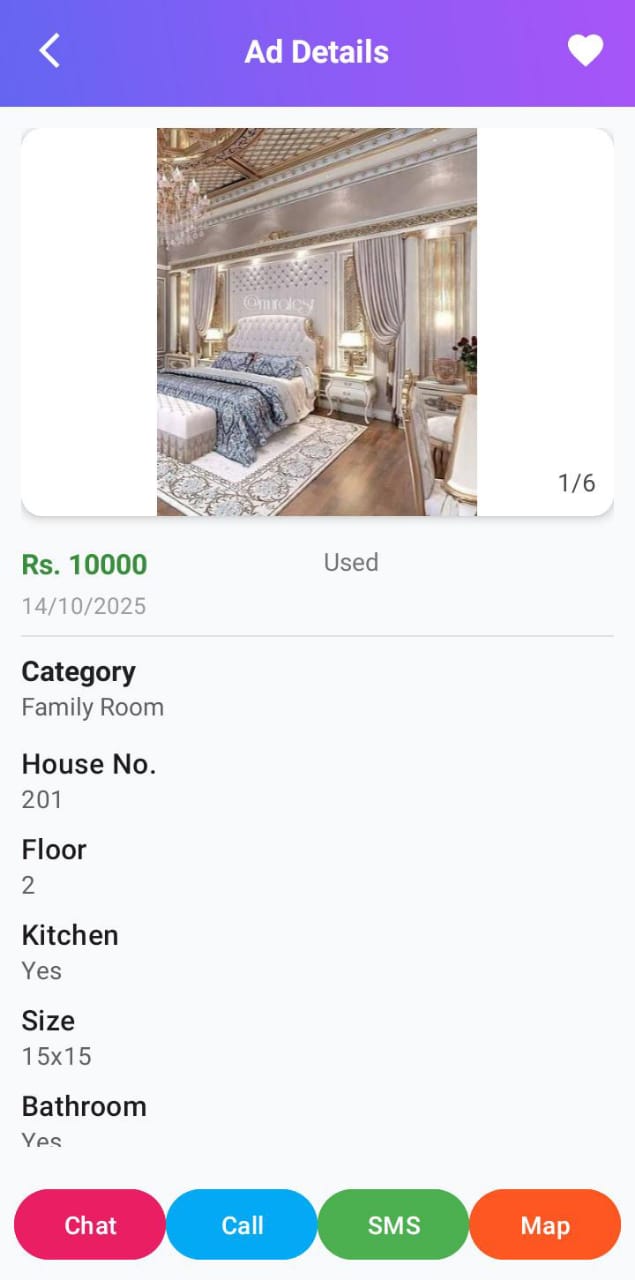 Ad Details
1/6
Rs. 10000
Used
14/10/2025
Category
Family Room
House No.
201
Floor
2
Kitchen
Yes
Size
15x15
Bathroom
Yes
Chat
Call
SMS
Map